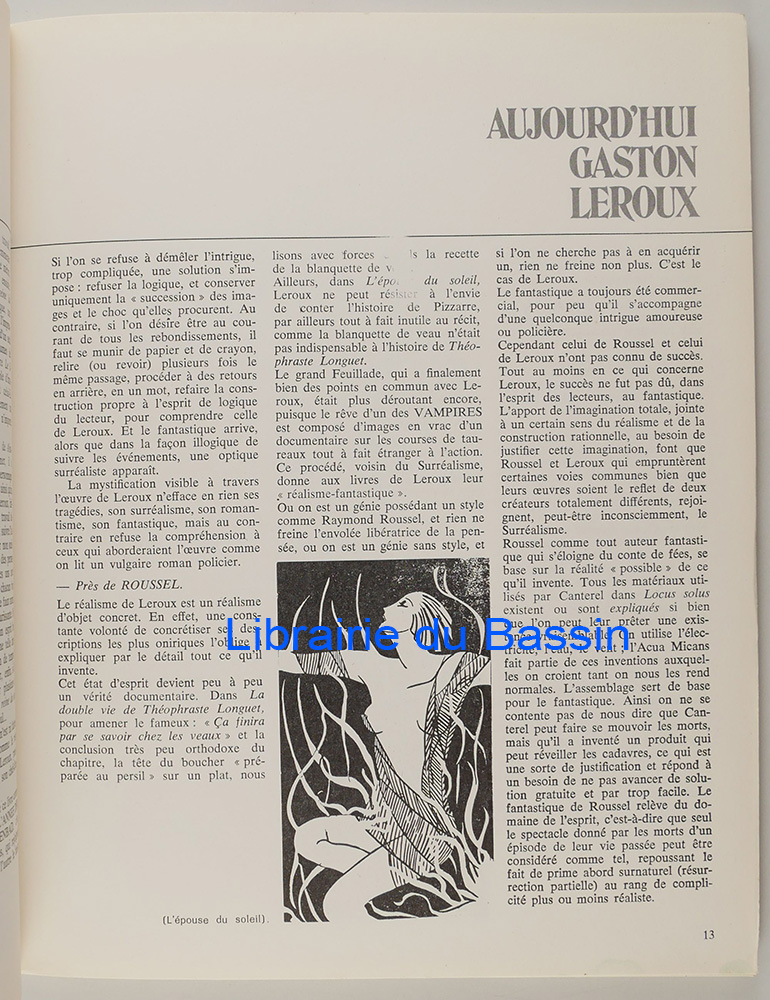 AUJOURD'HUI
GASTON
LEROUX
Si l'on se refuse à démêler l'intrigue,
trop compliquée, une solution s'im-
pose : refuser la logique, et conserver
uniquement la « succession » des ima-
ges et le choc qu'elles procurent. Au
contraire, si l'on désire être au cou-
rant de tous les rebondissements, il
faut se munir de papier et de crayon,
relire (ou revoir) plusieurs fois le
même passage, procéder à des retours
en arrière, en un mot, refaire la cons-
truction propre à l'esprit de logique
du lecteur, pour comprendre celle
de Leroux. Et le fantastique arrive,
alors que dans la façon illogique de
suivre les événements, une optique
surréaliste apparaît.
La mystification visible à travers
l'œuvre de Leroux n'efface en rien ses
tragédies, son surréalisme, son roman-
tisme, son fantastique, mais au con-
traire en refuse la compréhension à
ceux qui aborderaient l'œuvre comme
on lit un vulgaire roman policier.
— Près de ROUSSEL.
Le réalisme de Leroux est un réalisme
d'objet concret. En effet, une cons-
tante volonté de concrétiser ses des-
criptions les plus oniriques l'oblige à
expliquer par le détail tout ce qu'il
invente.
Cet état d'esprit devient peu à peu
un vérité documentaire. Dans La
double vie de Théophraste Longuet,
pour amener le fameux : « Ça finira
par se savoir chez les veaux » et la
conclusion très peu orthodoxe du
chapitre, la tête du boucher « pré-
parée au persil » sur un plat, nous
lisons avec forces la recette
de la blanquette de
Ailleurs, dans L'épo du soleil,
Leroux ne peut résister à l'envie
de conter l'histoire de Pizzarre,
par ailleurs tout à fait inutile au récit,
comme la blanquette de veau n'était
pas indispensable à l'histoire de Théo-
phraste Longuet.
Le grand Feuillade, qui a finalement
bien des points en commun avec Le-
roux, était plus déroutant encore,
puisque le rêve d'un des VAMPIRES
est composé d'images en vrac d'un
documentaire sur les courses de tau-
reaux tout à fait étranger à l'action.
Ce procédé, voisin du Surréalisme,
donne aux livres de Leroux leur
« réalisme-fantastique ».
Ou on est un génie possédant un style
comme Raymond Roussel, et rien ne
freine l'envolée libératrice de la pen-
sée, ou on est un génie sans style, et
(L'épouse du soleil).
si l'on ne cherche pas à en acquérir
un, rien ne freine non plus. C'est le
cas de Leroux.
Le fantastique a toujours été commer-
cial, pour peu qu'il s'accompagne
d'une quelconque intrigue amoureuse
ou policière.
Cependant celui de Roussel et celui
de Leroux n'ont pas connu de succès.
Tout au moins en ce qui concerne
Leroux, le succès ne fut pas dû, dans
l'esprit des lecteurs, au fantastique.
L'apport de l'imagination totale, jointe
à un certain sens du réalisme et de la
construction rationnelle, au besoin de
justifier cette imagination, font que
Roussel et Leroux qui empruntèrent
certaines voies communes bien que
leurs œuvres soient le reflet de deux
créateurs totalement différents, rejoi-
gnent, peut-être inconsciemment, le
Surréalisme.
Roussel comme tout auteur fantasti-
que qui s'éloigne du conte de fées, se
base sur la réalité « possible » de ce
qu'il invente. Tous les matériaux uti-
lisés par Canterel dans Locus solus
existent ou sont expliqués si bien
que l'on peut leur prêter une exis-
tence vraisemblable. On utilise l'élec-
tricité, l'eau, le vent : l'Acua Micans
fait partie de ces inventions auxquel-
les on croient tant on nous les rend
normales. L'assemblage sert de base
pour le fantastique. Ainsi on ne se
contente pas de nous dire que Can-
terel peut faire se mouvoir les morts,
mais qu'il a inventé un produit qui
peut réveiller les cadavres, ce qui est
une sorte de justification et répond à
un besoin de ne pas avancer de solu-
tion gratuite et par trop facile. Le
fantastique de Roussel relève du do-
maine de l'esprit, c'est-à-dire que seul
le spectacle donné par les morts d'un
épisode de leur vie passée peut être
considéré comme tel, repoussant le
fait de prime abord surnaturel (résur-
rection partielle) au rang de compli-
cité plus ou moins réaliste.
13
Librairie du Bassin